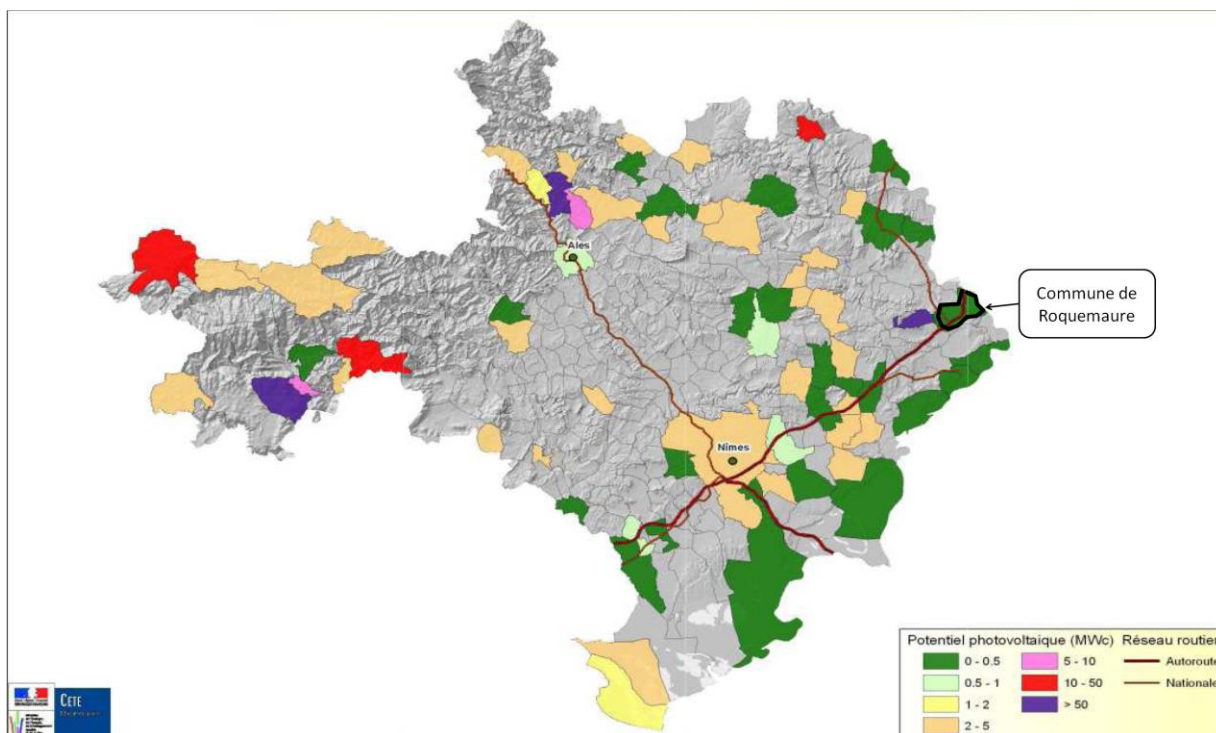 Ales
Commune de
Roquemaure
Nimes
Potentiel photovoltaique (MWc)
0 - 0.5
0.5 - 1
1 - 2
2 - 5
5 - 10
10 - 50
> 50
Réseau routier
Autoroute
Nationale
CETE